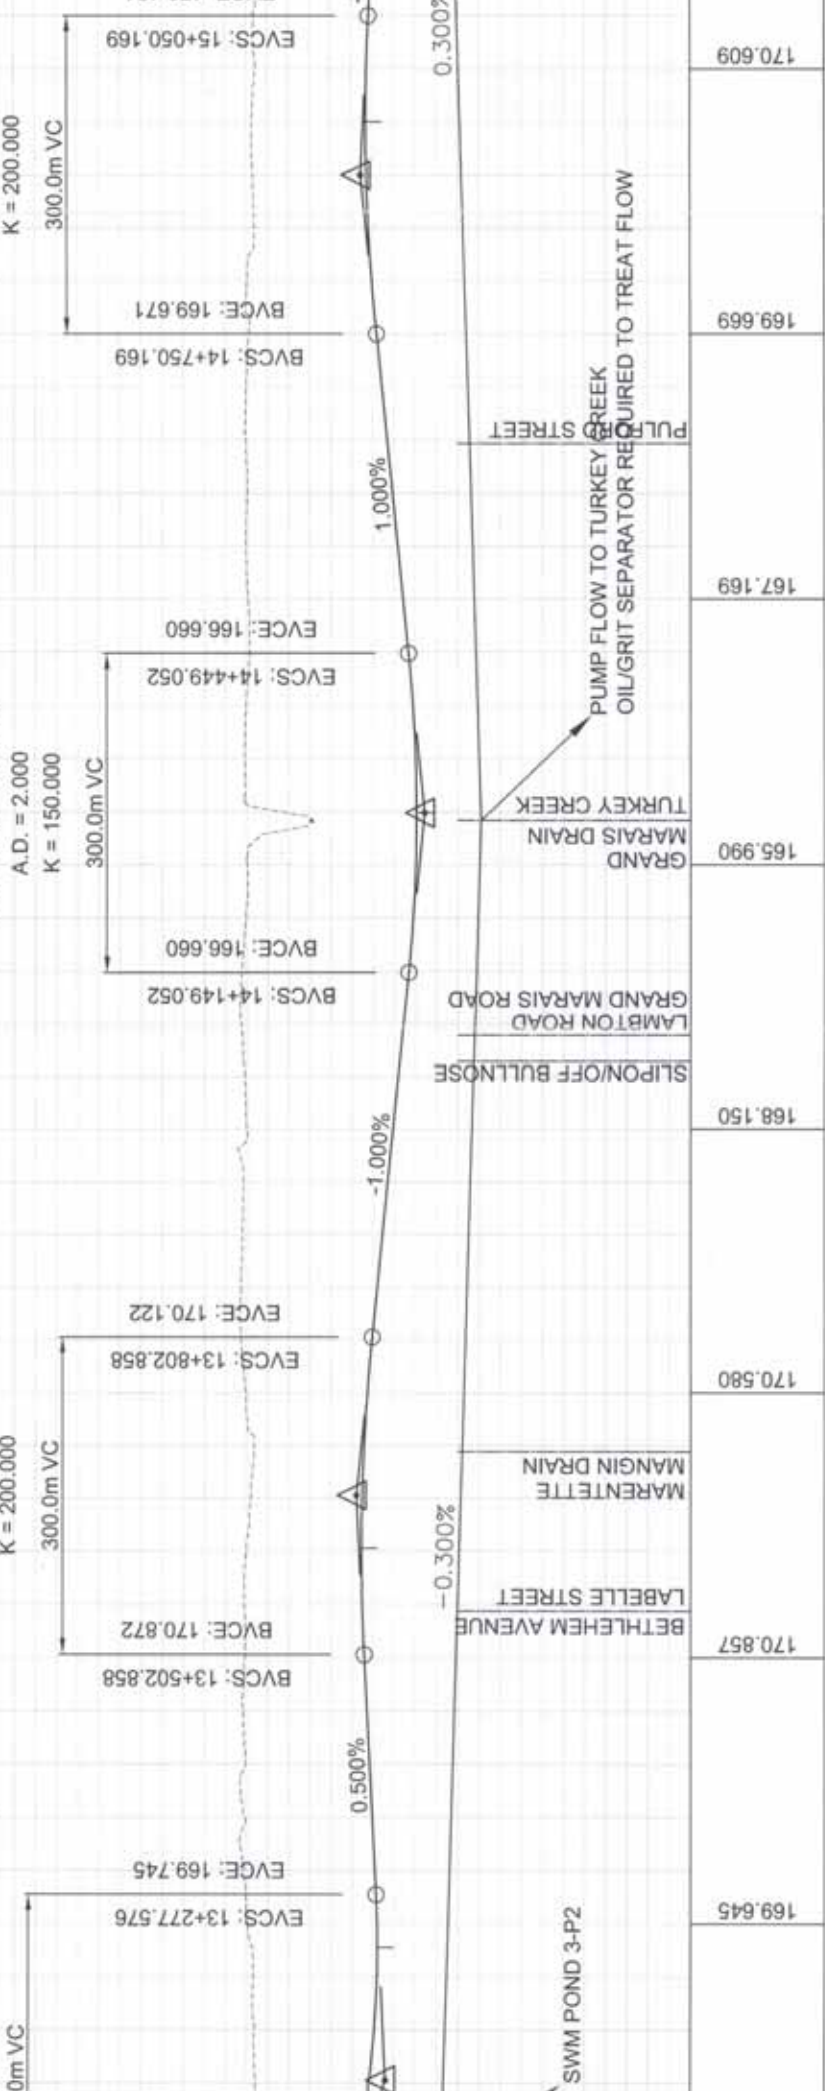 EVCS: 15+050.169
K = 200.000
300.0m VC
BVCE: 169.671
BVCS: 14+750.169
0.300%
170.609
169.669
PULFORD STREET
PUMP FLOW TO TURKEY CREEK
OIL/GRIT SEPARATOR REQUIRED TO TREAT FLOW
1.000%
167.169
EVCE: 166.660
EVCS: 14+449.052
A.D. = 2.000
K = 150.000
300.0m VC
TURKEY CREEK
GRAND
MARAIS DRAIN
165.990
BVCE: 166.660
BVCS: 14+149.052
LAMBTON ROAD
GRAND MARAIS ROAD
SLIPON/OFF BULLNOSE
168.150
-1.000%
EVCE: 170.122
EVCS: 13+802.858
170.580
K = 200.000
300.0m VC
MARENTETTE
MANGIN DRAIN
-0.300%
LABELLE STREET
BETHLEHEM AVENUE
BVCE: 170.872
BVCS: 13+502.858
170.857
0.500%
EVCE: 169.745
EVCS: 13+277.576
169.645
0m VC
SWM POND 3-P2